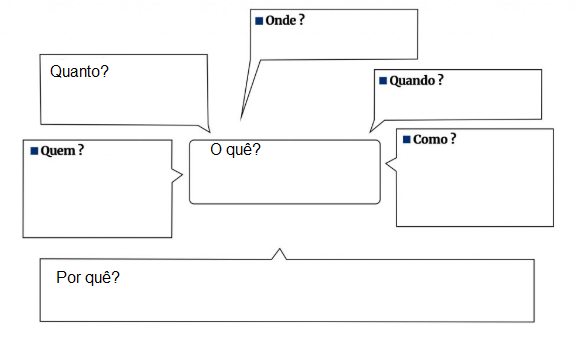 Onde ?
Quanto?
Quando ?
Quem ?
O quê?
Como ?
Por quê?